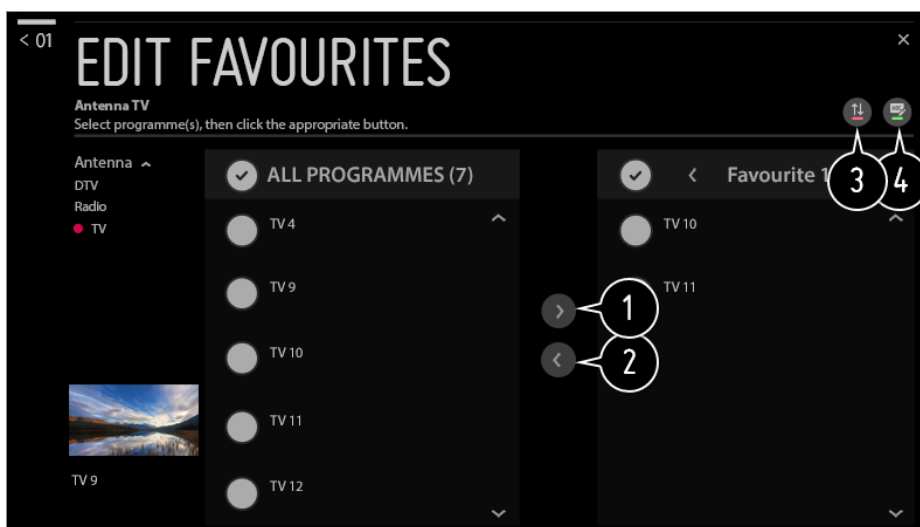 < 01
EDIT FAVOURITES
×
Antenna TV
Select programme(s), then click the appropriate button.
3
4
Antenna
DTV
Radio
TV
ALL PROGRAMMES (7)
TV 4
TV 9
TV 10
TV 11
TV 12
< Favourite 1
TV 10
TV 11
1
2
TV 9